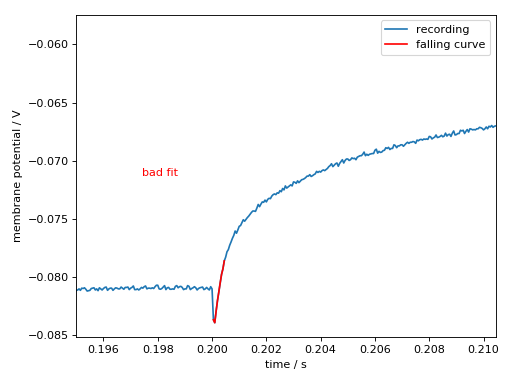 −0.060
−0.065
−0.070
−0.075
−0.080
−0.085
membrane potential / V
recording
falling curve
bad fit
0.196 0.198 0.200 0.202 0.204 0.206 0.208 0.210
time / s